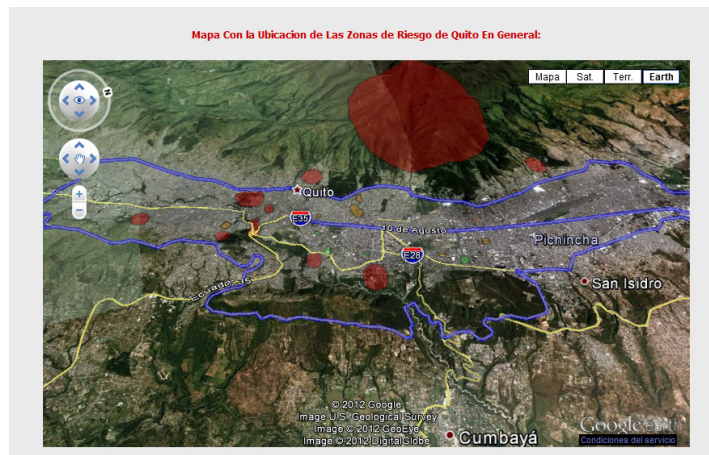 Mapa Con la Ubicacion de Las Zonas de Riesgo de Quito En General:
Mapa Sat. Terr. Earth
N
Quito
E35
10 de Agosto
Pichincha
E28
San Isidro
Ecuador 35
© 2012 Google
Image U.S. Geological Survey
Image © 2012 GeoEye
Image © 2012 DigitalGlobe
Cumbayá
Google earth
Condiciones del servicio